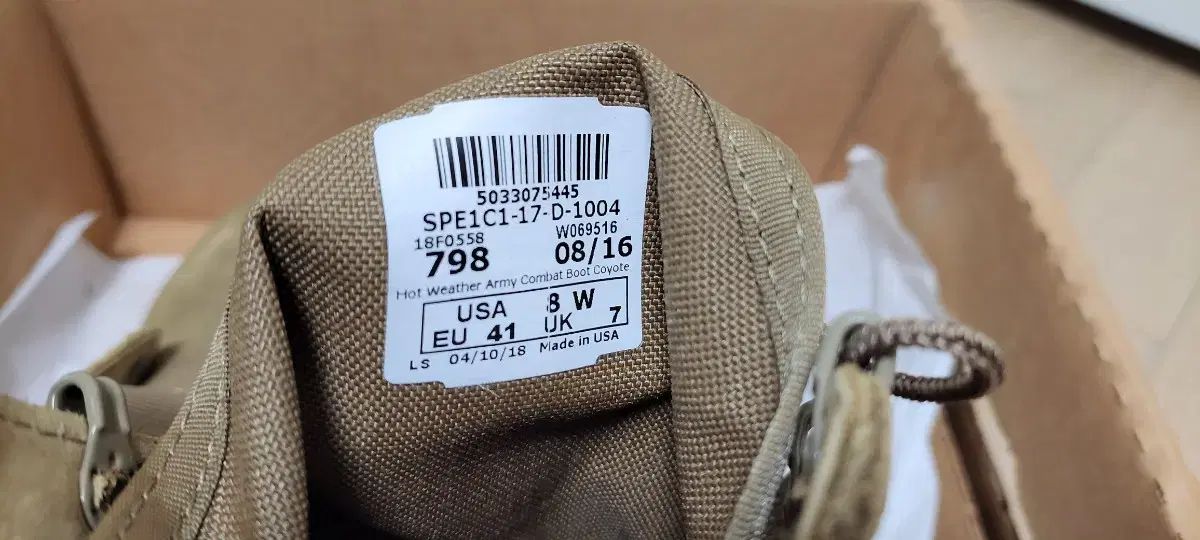 5033075445
SPE1C1-17-D-1004
18F0558 W069516
798 08/16
Hot Weather Army Combat Boot Coyote
USA 8 W
EU 41 UK 7
LS 04/10/18 Made in USA